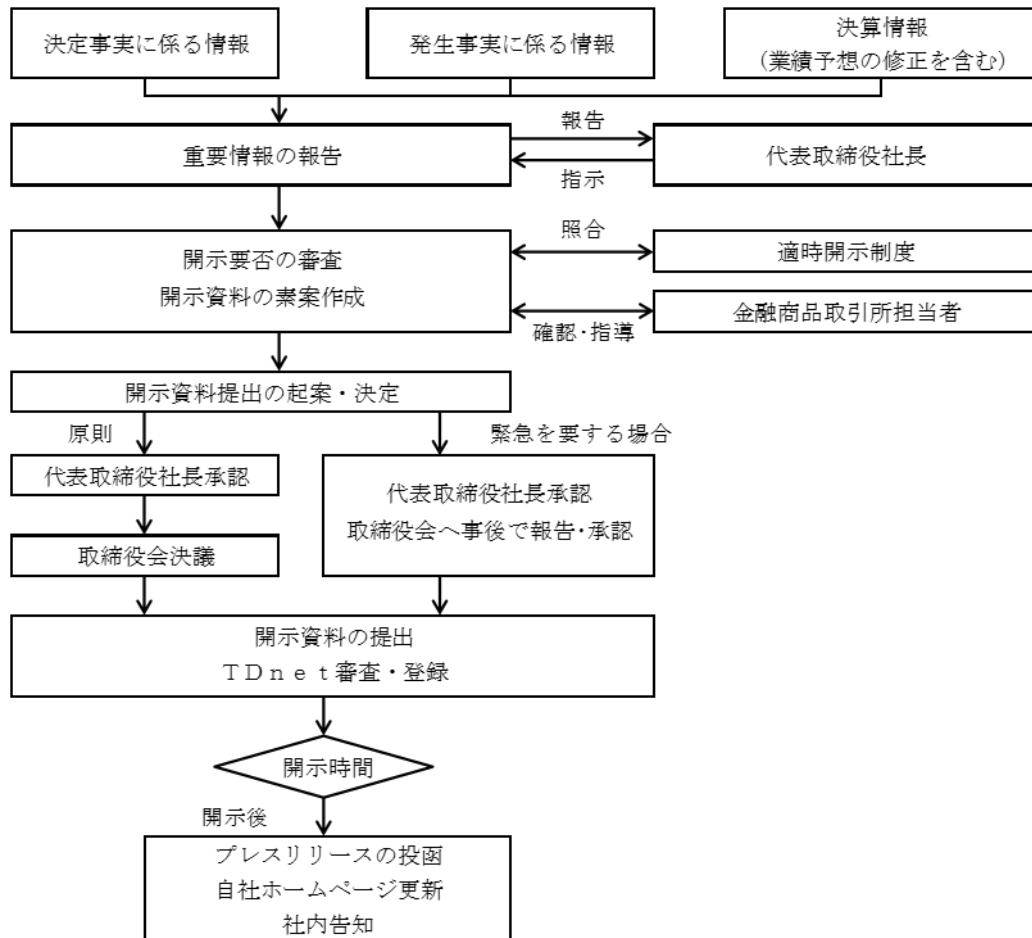 決定事実に係る情報
発生事実に係る情報
決算情報
(業績予想の修正を含む)
重要情報の報告
報告
指示
代表取締役社長
開示要否の審査
開示資料の素案作成
照合
適時開示制度
確認・指導
金融商品取引所担当者
開示資料提出の起案・決定
原則
緊急を要する場合
代表取締役社長承認
取締役会決議
代表取締役社長承認
取締役会へ事後で報告・承認
開示資料の提出
ＴＤｎｅｔ審査・登録
開示時間
開示後
プレスリリースの投函
自社ホームページ更新
社内告知